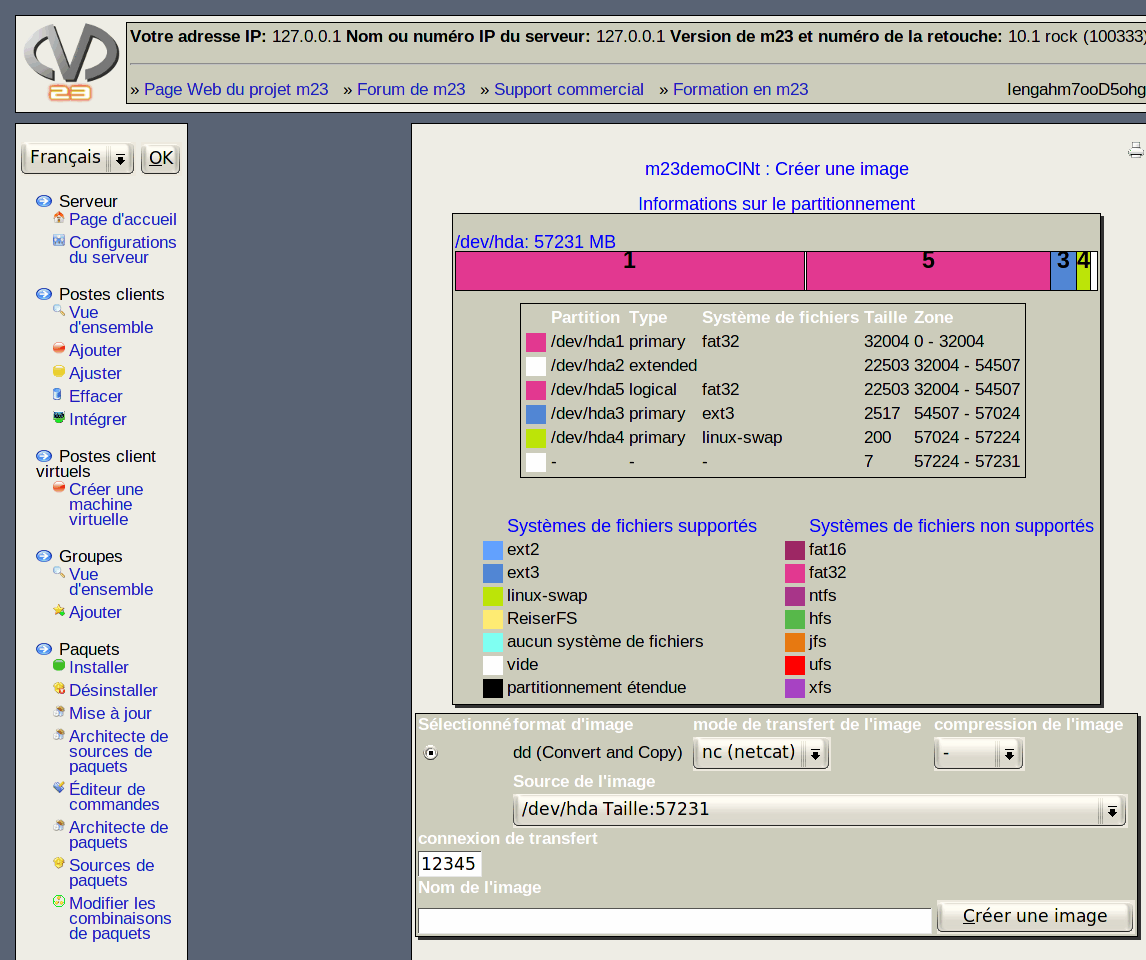 Votre adresse IP: 127.0.0.1 Nom ou numéro IP du serveur: 127.0.0.1 Version de m23 et numéro de la retouche: 10.1 rock (100333)
23
» Page Web du projet m23 » Forum de m23 » Support commercial » Formation en m23 Iengahm7ooD5ohg
Français OK
Serveur
Page d'accueil
Configurations
du serveur
Postes clients
Vue
d'ensemble
Ajouter
Ajuster
Effacer
Intégrer
Postes client
virtuels
Créer une
machine
virtuelle
Groupes
Vue
d'ensemble
Ajouter
Paquets
Installer
Désinstaller
Mise à jour
Architecte de
sources de
paquets
Éditeur de
commandes
Architecte de
paquets
Sources de
paquets
Modifier les
combinaisons
de paquets
m23demoClNt : Créer une image
Informations sur le partitionnement
/dev/hda: 57231 MB
1 5 3 4
Partition Type Système de fichiers Taille Zone
/dev/hda1 primary fat32 32004 0 - 32004
/dev/hda2 extended 22503 32004 - 54507
/dev/hda5 logical fat32 22503 32004 - 54507
/dev/hda3 primary ext3 2517 54507 - 57024
/dev/hda4 primary linux-swap 200 57024 - 57224
- - - 7 57224 - 57231
Systèmes de fichiers supportés Systèmes de fichiers non supportés
ext2 fat16
ext3 fat32
linux-swap ntfs
ReiserFS hfs
aucun système de fichiers jfs
vide ufs
partitionnement étendue xfs
Sélectionné format d'image mode de transfert de l'image compression de l'image
dd (Convert and Copy) nc (netcat) -
Source de l'image
/dev/hda Taille:57231
connexion de transfert
12345
Nom de l'image
Créer une image